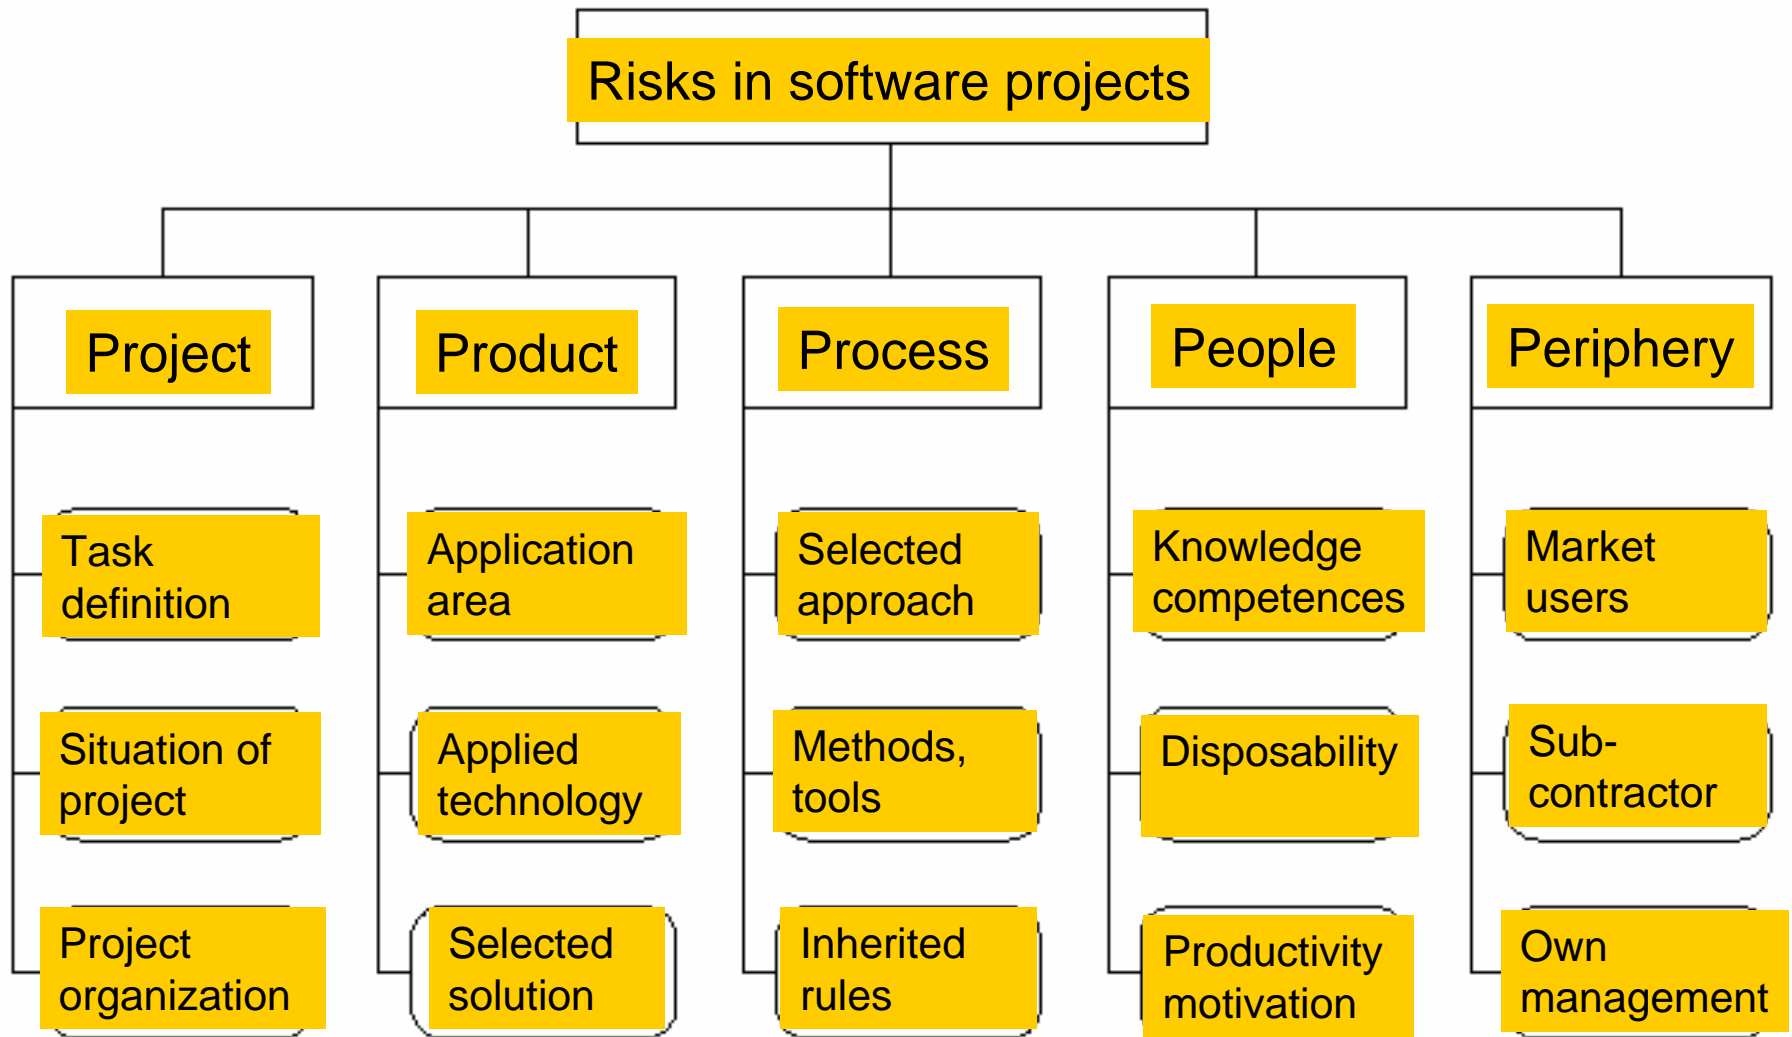 Risks in software projects
Project
Product
Process
People
Periphery
Task
definition
Application
area
Selected
approach
Knowledge
competences
Market
users
Situation of
project
Applied
technology
Methods,
tools
Disposability
Sub-
contractor
Project
organization
Selected
solution
Inherited
rules
Productivity
motivation
Own
management